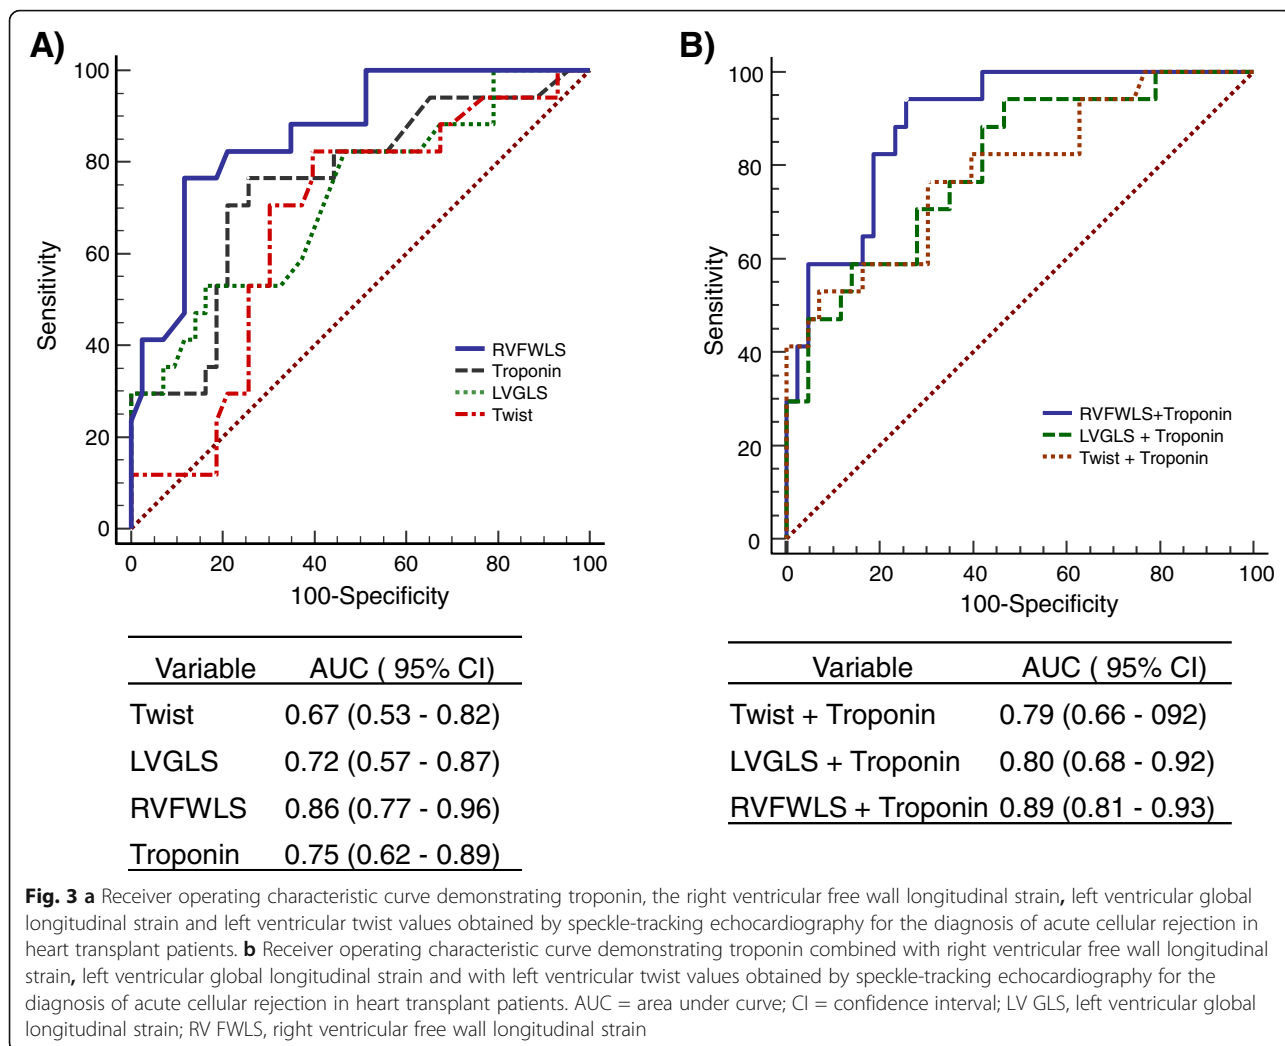 A)
100
80
60
40
20
0
Sensitivity
RVFWLS
Troponin
LVGLS
Twist
0 20 40 60 80 100
100-Specificity
Variable AUC ( 95% CI)
Twist 0.67 (0.53 - 0.82)
LVGLS 0.72 (0.57 - 0.87)
RVFWLS 0.86 (0.77 - 0.96)
Troponin 0.75 (0.62 - 0.89)
B)
100
80
60
40
20
0
Sensitivity
RVFWLS+Troponin
LVGLS + Troponin
Twist + Troponin
0 20 40 60 80 100
100-Specificity
Variable AUC ( 95% CI)
Twist + Troponin 0.79 (0.66 - 092)
LVGLS + Troponin 0.80 (0.68 - 0.92)
RVFWLS + Troponin 0.89 (0.81 - 0.93)
Fig. 3 a Receiver operating characteristic curve demonstrating troponin, the right ventricular free wall longitudinal strain, left ventricular global
longitudinal strain and left ventricular twist values obtained by speckle-tracking echocardiography for the diagnosis of acute cellular rejection in
heart transplant patients. b Receiver operating characteristic curve demonstrating troponin combined with right ventricular free wall longitudinal
strain, left ventricular global longitudinal strain and with left ventricular twist values obtained by speckle-tracking echocardiography for the
diagnosis of acute cellular rejection in heart transplant patients. AUC = area under curve; CI = confidence interval; LV GLS, left ventricular global
longitudinal strain; RV FWLS, right ventricular free wall longitudinal strain